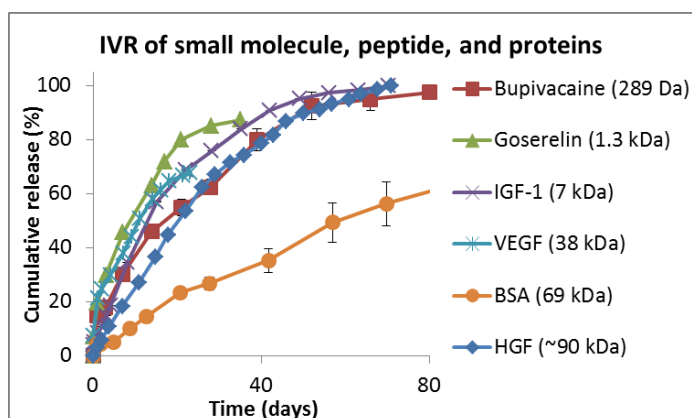 IVR of small molecule, peptide, and proteins
Cumulative release (%)
100
80
60
40
20
0
0
40
80
Time (days)
Bupivacaine (289 Da)
Goserelin (1.3 kDa)
IGF-1 (7 kDa)
VEGF (38 kDa)
BSA (69 kDa)
HGF (~90 kDa)